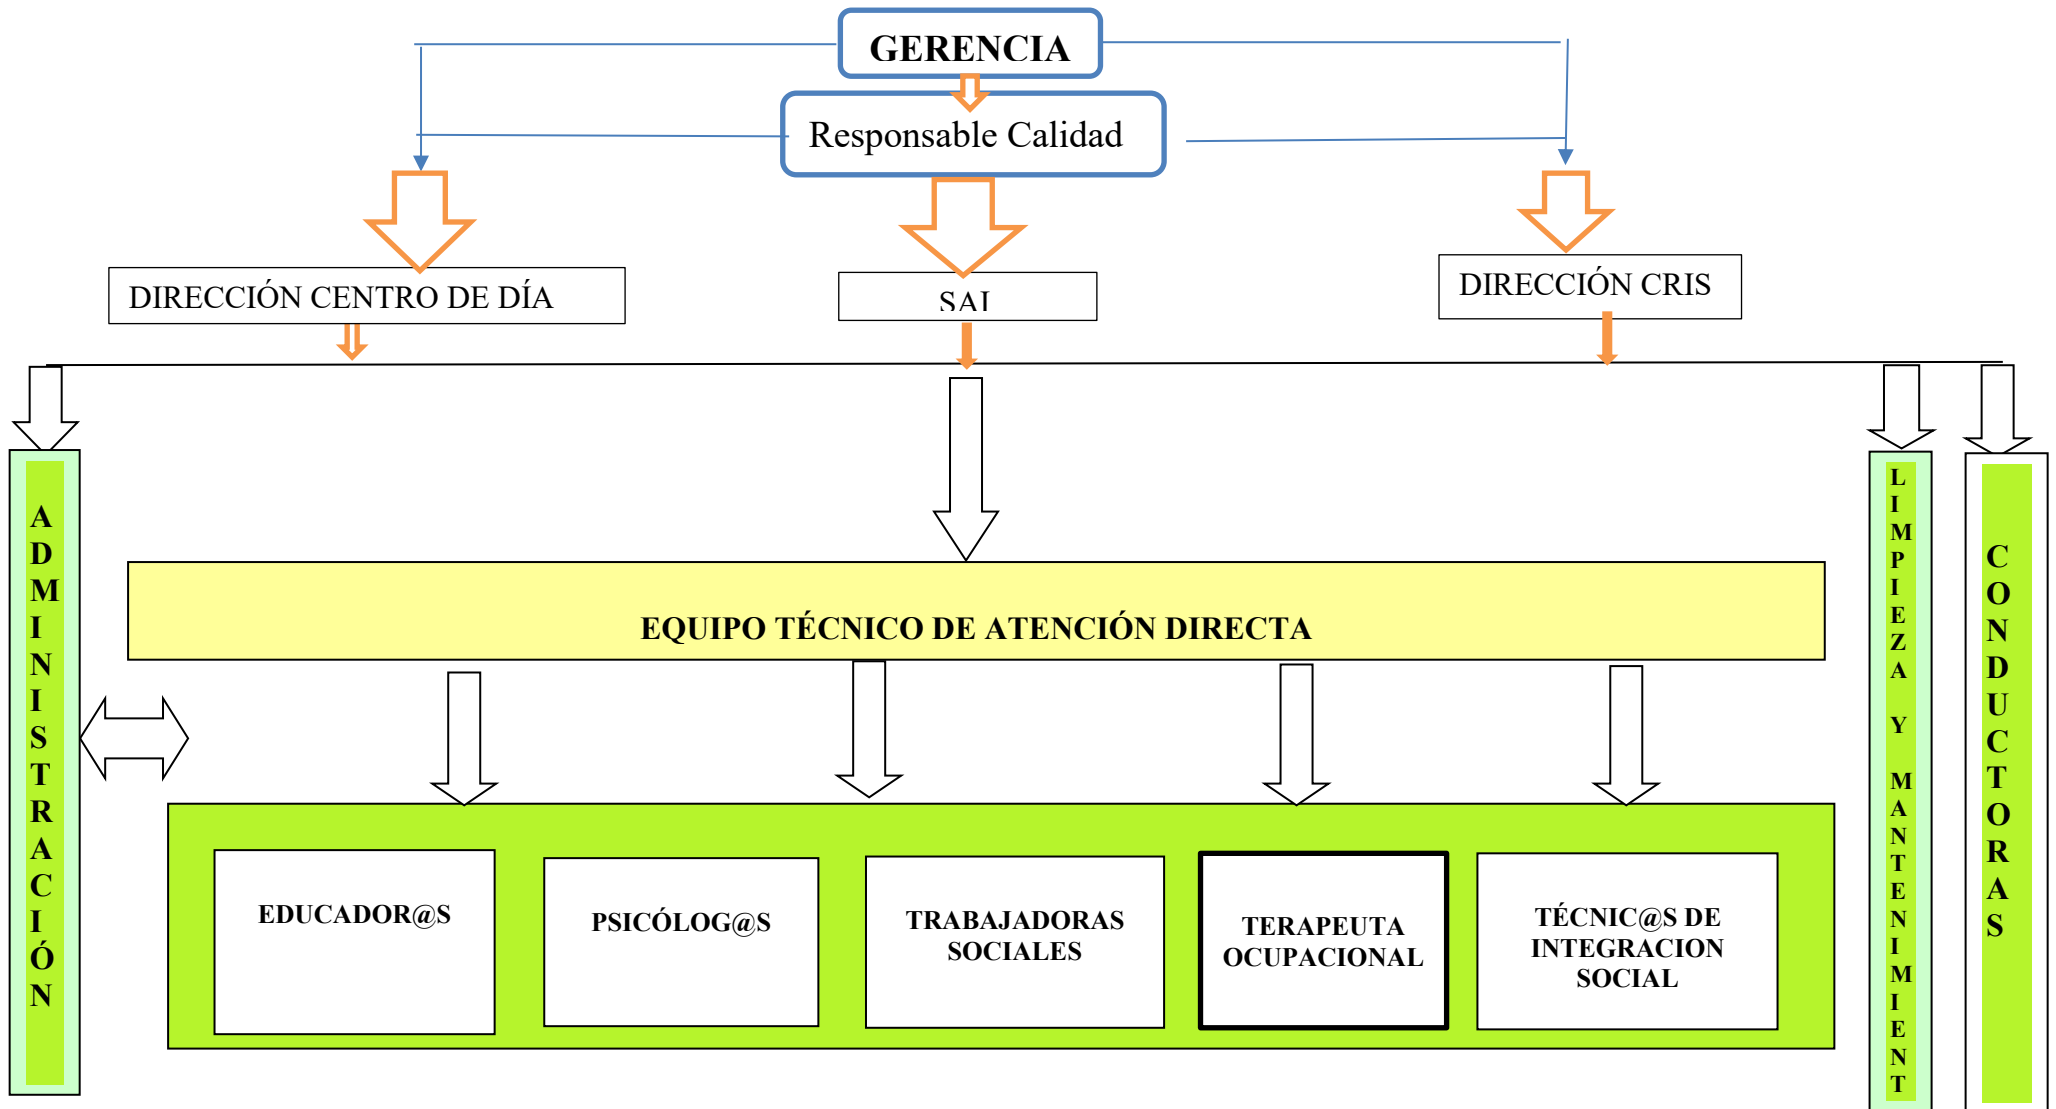 GERENCIA
Responsable Calidad
DIRECCIÓN CENTRO DE DÍA
SAI
DIRECCIÓN CRIS
ADMINISTRACIÓN
LIMPIEZA Y MANTENIMIENT
CONDUCTORAS
EQUIPO TÉCNICO DE ATENCIÓN DIRECTA
EDUCADOR@S
PSICÓLOG@S
TRABAJADORAS
SOCIALES
TERAPEUTA
OCUPACIONAL
TÉCNIC@S DE
INTEGRACION
SOCIAL